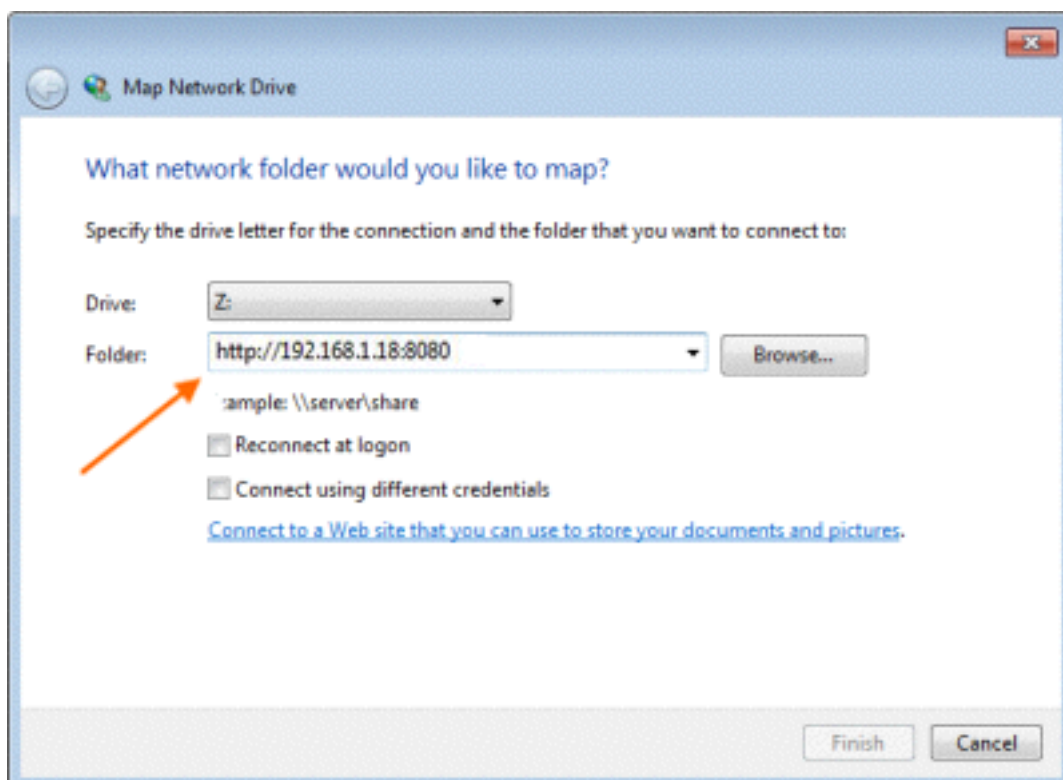 Map Network Drive
What network folder would you like to map?
Specify the drive letter for the connection and the folder that you want to connect to:
Drive: Z:
Folder: http://192.168.1.18:8080 Browse...
ample: \\server\share
Reconnect at logon
Connect using different credentials
Connect to a Web site that you can use to store your documents and pictures.
Finish Cancel